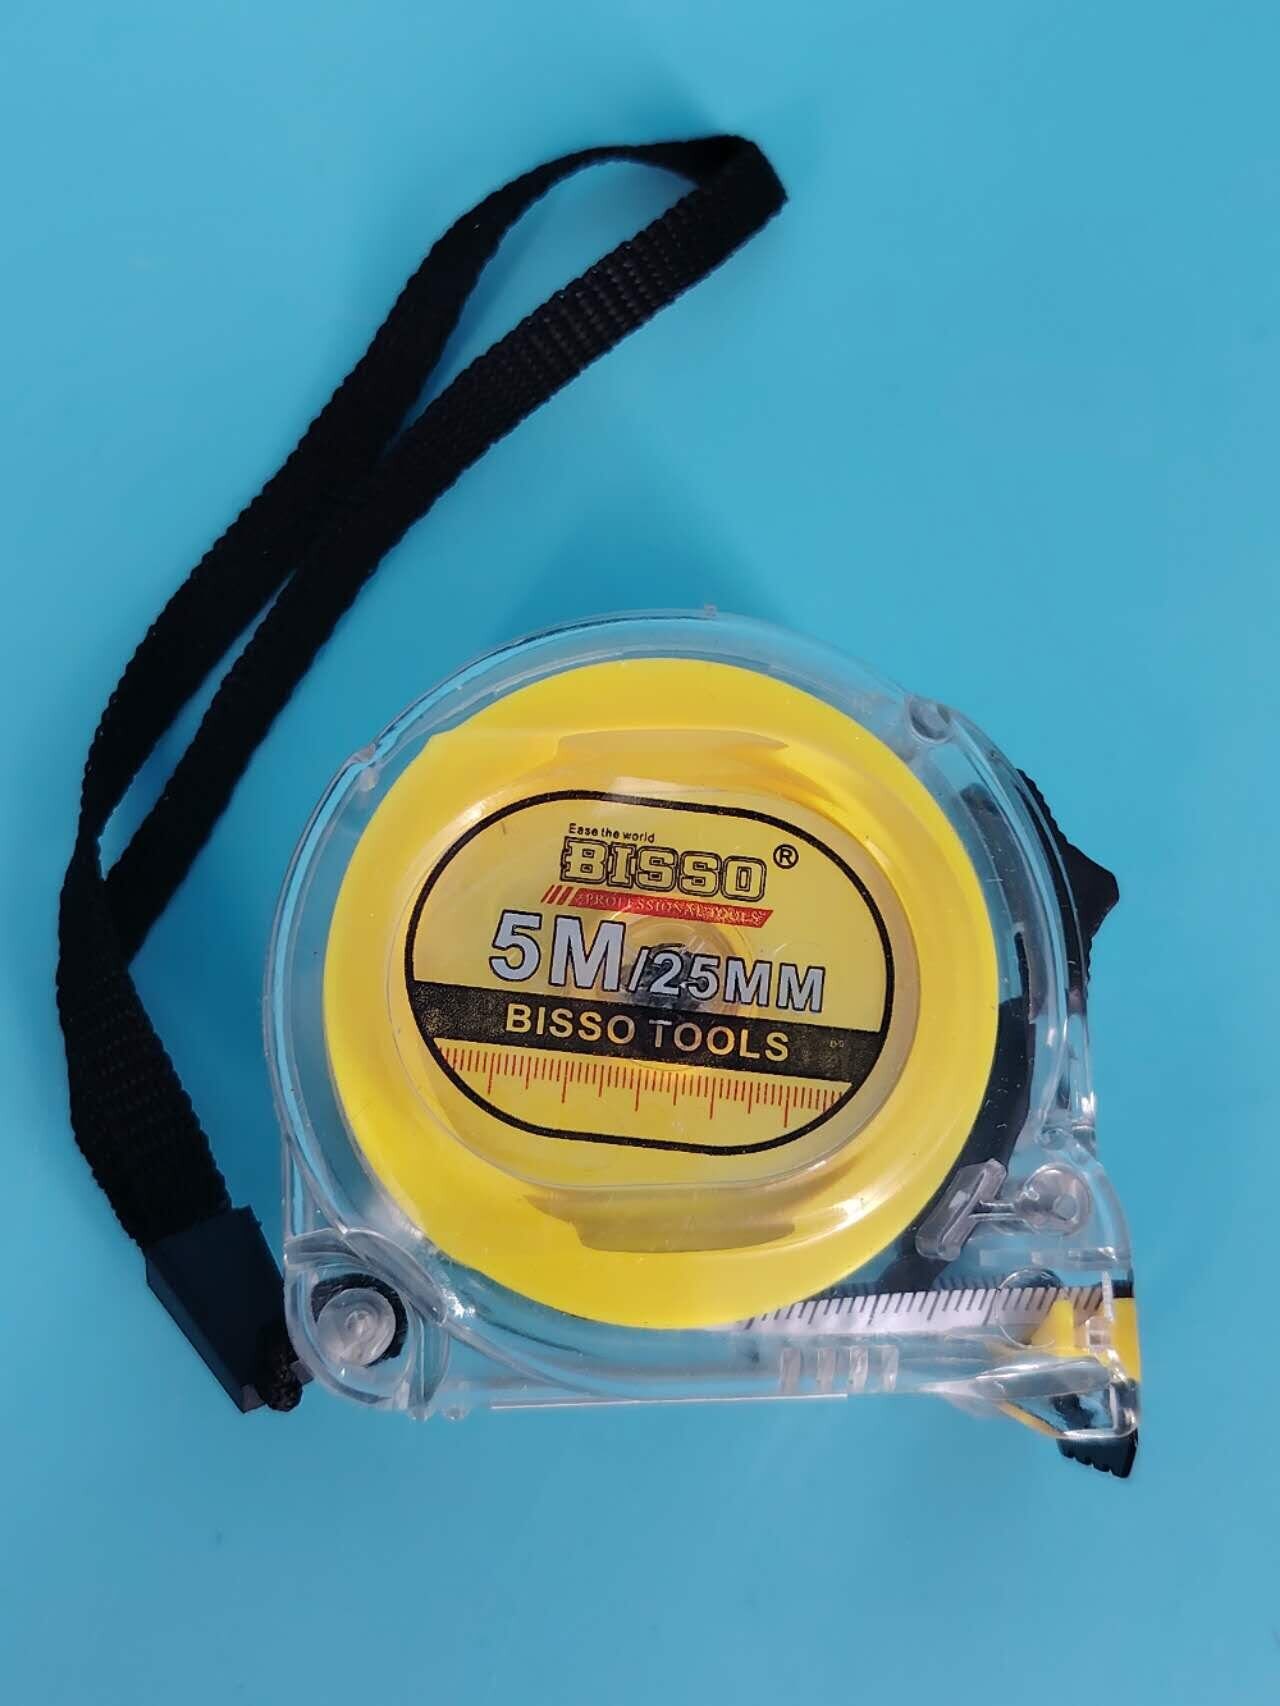 Ease the world
BISSO®
PROFESSIONAL TOOLS
5M/25MM
BISSO TOOLS